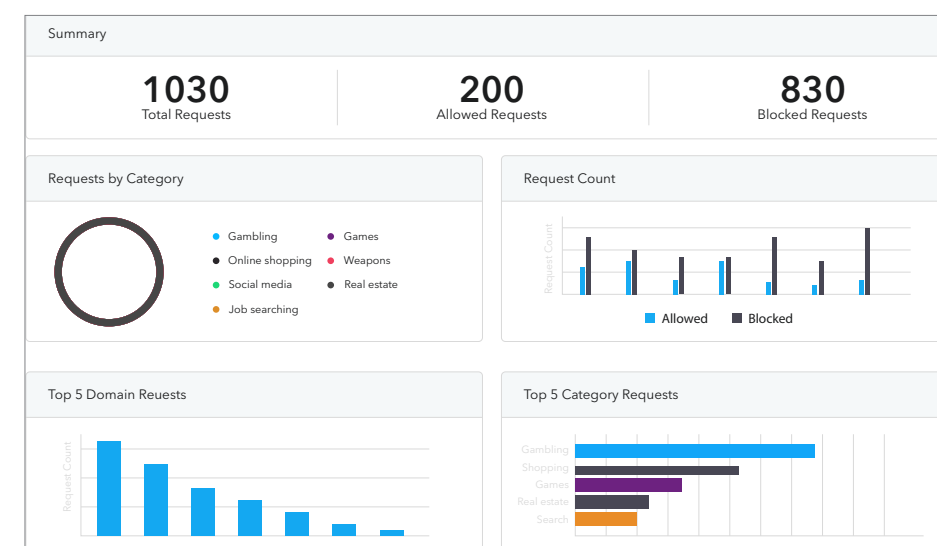 Summary
1030
Total Requests
200
Allowed Requests
830
Blocked Requests
Requests by Category
Gambling
Games
Online shopping
Weapons
Social media
Real estate
Job searching
Request Count
Request Count
Allowed
Blocked
Top 5 Domain Reuests
Request Count
Top 5 Category Requests
Gambling
Shopping
Games
Real estate
Search